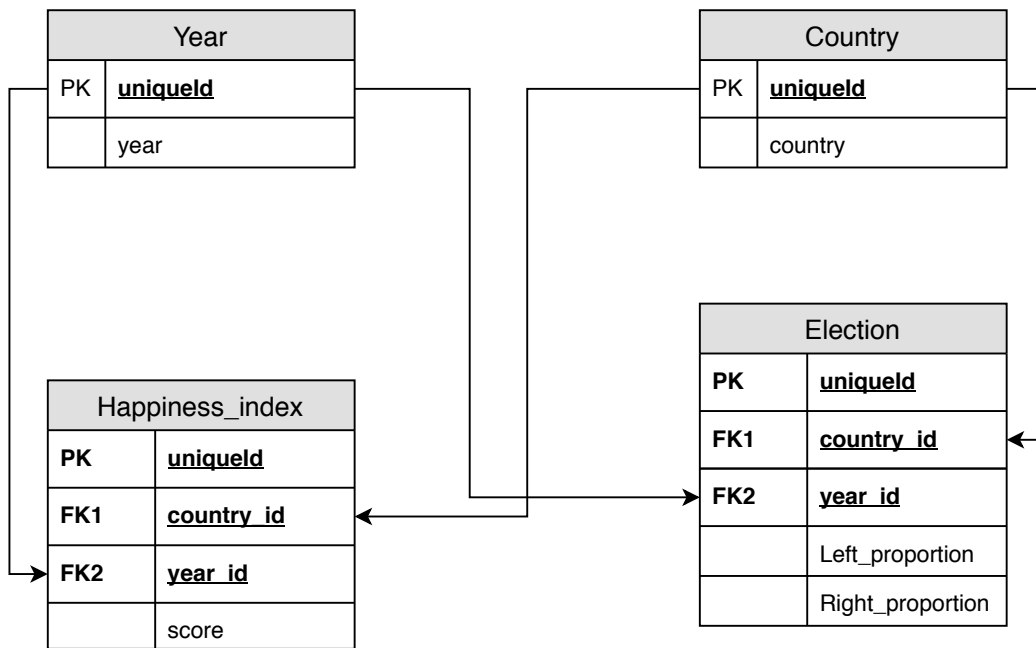 Year
PK uniqueId
year
Country
PK uniqueId
country
Happiness_index
PK uniqueId
FK1 country_id
FK2 year_id
score
Election
PK uniqueId
FK1 country_id
FK2 year_id
Left_proportion
Right_proportion